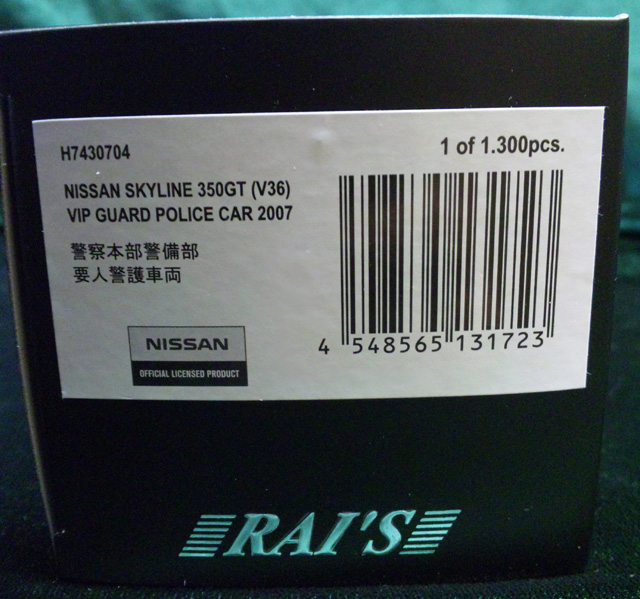 H7430704
1 of 1.300pcs.
NISSAN SKYLINE 350GT (V36)
VIP GUARD POLICE CAR 2007
警察本部警備部
要人警護車両
NISSAN
OFFICIAL LICENSED PRODUCT
4 548565 131723
RAI'S